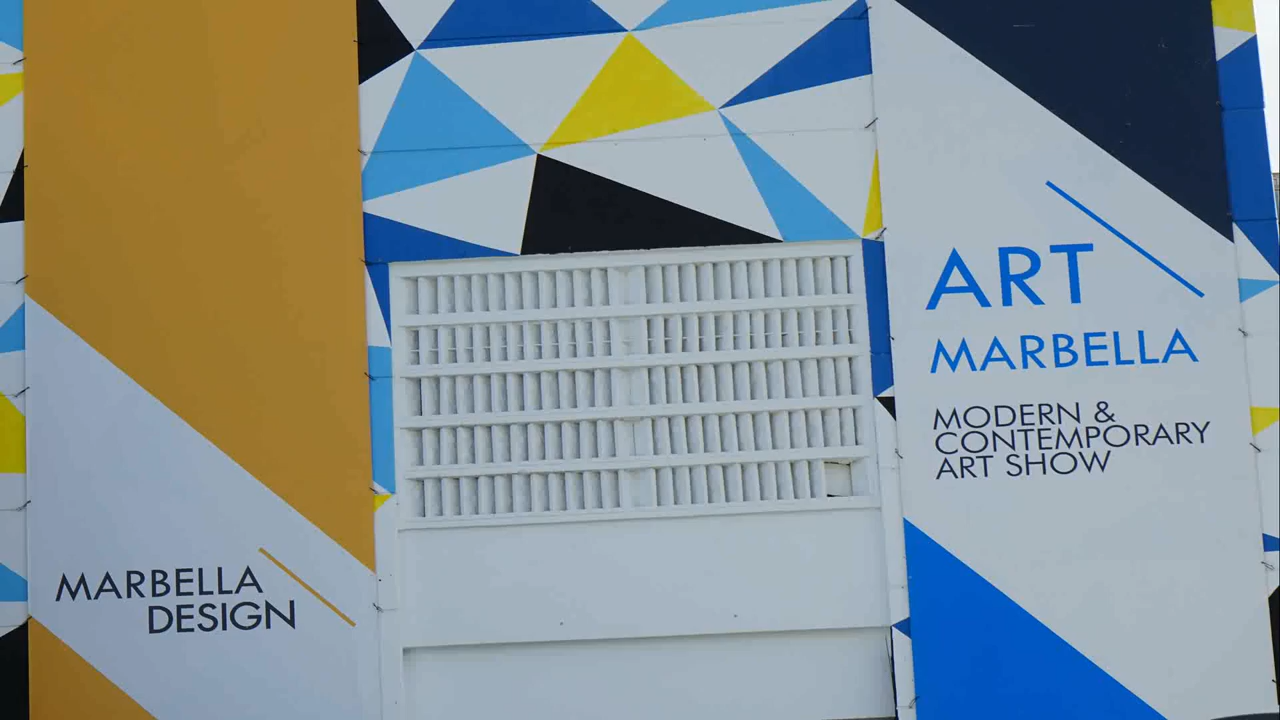 MARBELLA
DESIGN
ART
MARBELLA
MODERN &
CONTEMPORARY
ART SHOW